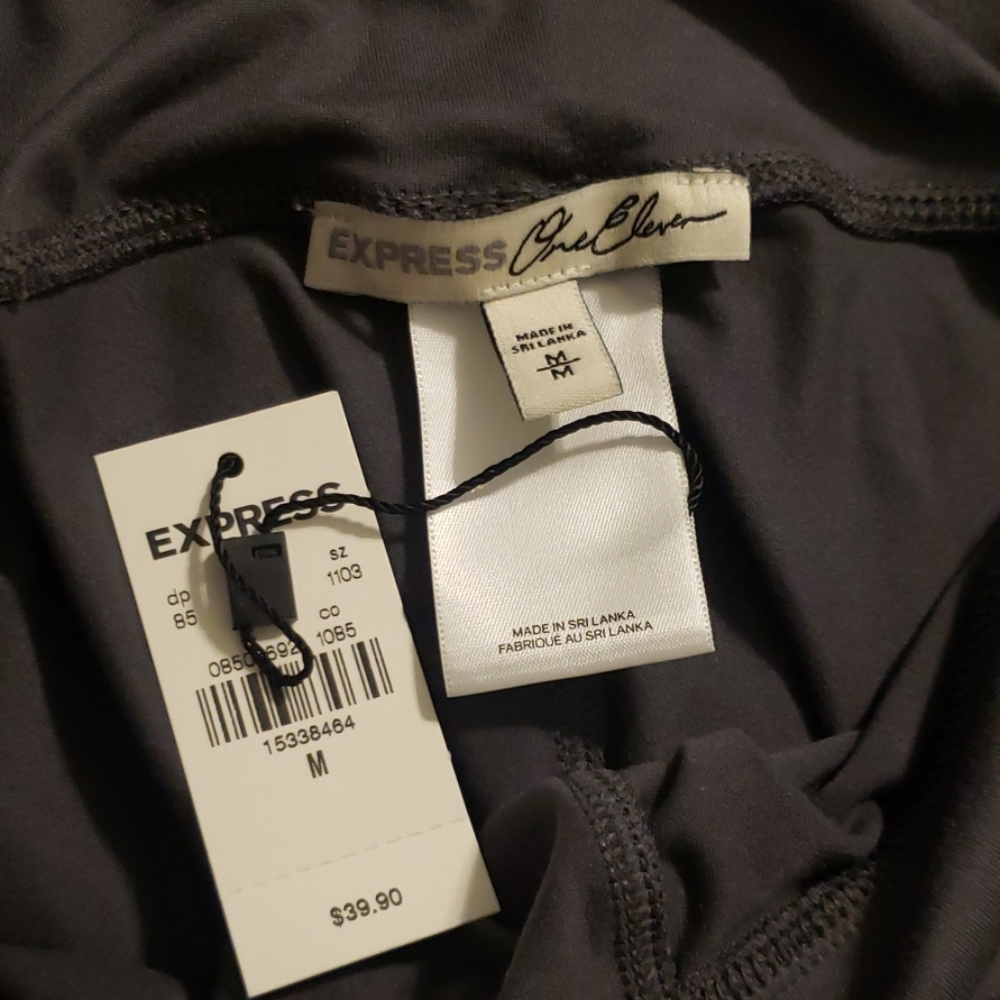 EXPRESS One Eleven
MADE IN
SRI LANKA
M
M
MADE IN SRI LANKA
FABRIQUÉ AU SRI LANKA
EXPRESS
dp
85
sz
1103
co
1085
15338464
M
$39.90